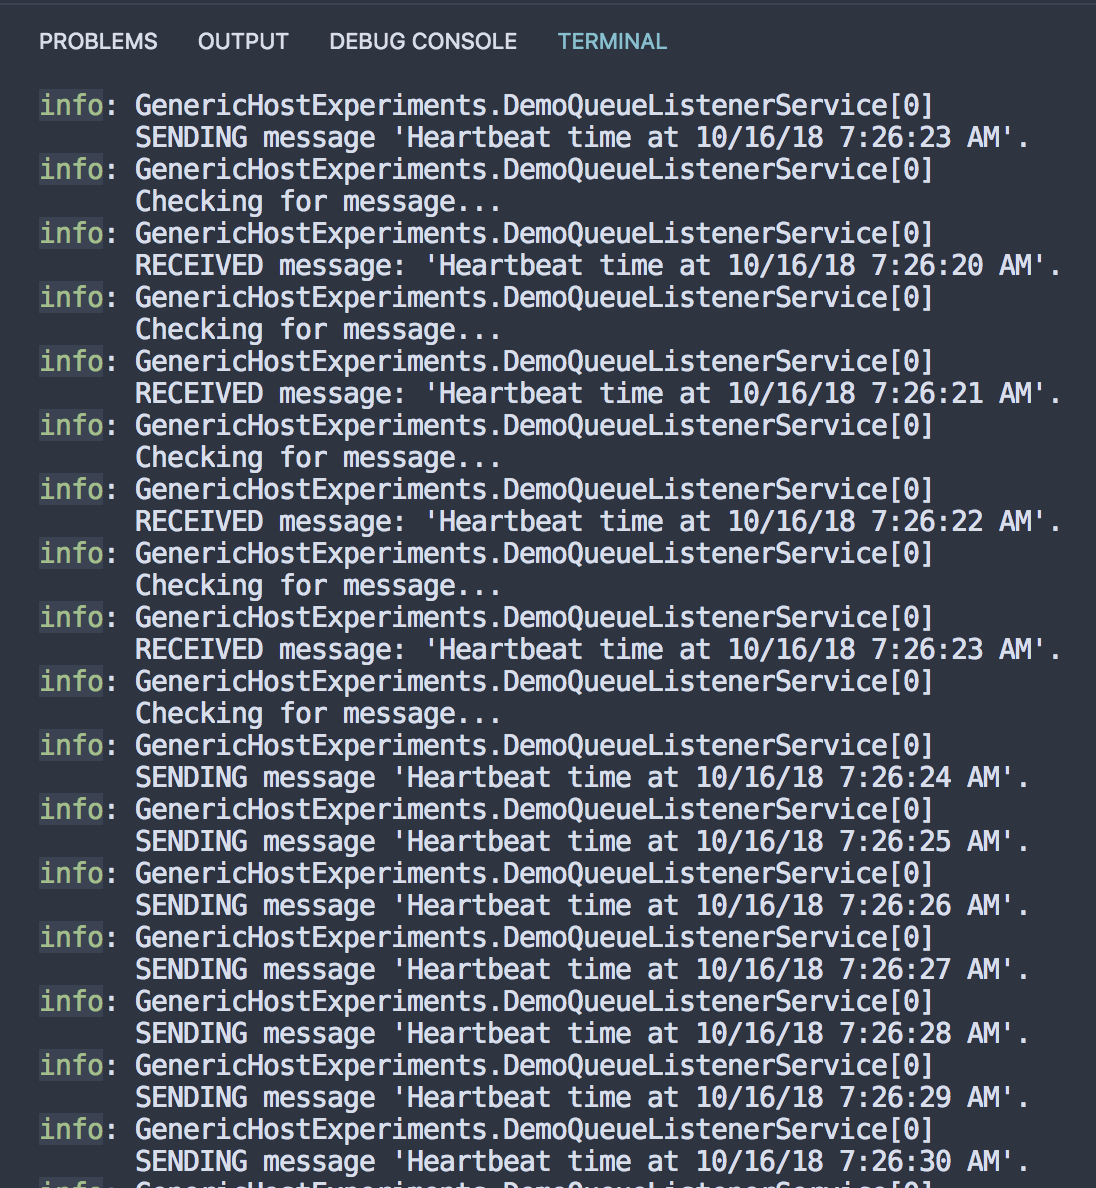 PROBLEMS OUTPUT DEBUG CONSOLE TERMINAL
info: GenericHostExperiments.DemoQueueListenerService[0]
SENDING message 'Heartbeat time at 10/16/18 7:26:23 AM'.
info: GenericHostExperiments.DemoQueueListenerService[0]
Checking for message...
info: GenericHostExperiments.DemoQueueListenerService[0]
RECEIVED message: 'Heartbeat time at 10/16/18 7:26:20 AM'.
info: GenericHostExperiments.DemoQueueListenerService[0]
Checking for message...
info: GenericHostExperiments.DemoQueueListenerService[0]
RECEIVED message: 'Heartbeat time at 10/16/18 7:26:21 AM'.
info: GenericHostExperiments.DemoQueueListenerService[0]
Checking for message...
info: GenericHostExperiments.DemoQueueListenerService[0]
RECEIVED message: 'Heartbeat time at 10/16/18 7:26:22 AM'.
info: GenericHostExperiments.DemoQueueListenerService[0]
Checking for message...
info: GenericHostExperiments.DemoQueueListenerService[0]
RECEIVED message: 'Heartbeat time at 10/16/18 7:26:23 AM'.
info: GenericHostExperiments.DemoQueueListenerService[0]
Checking for message...
info: GenericHostExperiments.DemoQueueListenerService[0]
SENDING message 'Heartbeat time at 10/16/18 7:26:24 AM'.
info: GenericHostExperiments.DemoQueueListenerService[0]
SENDING message 'Heartbeat time at 10/16/18 7:26:25 AM'.
info: GenericHostExperiments.DemoQueueListenerService[0]
SENDING message 'Heartbeat time at 10/16/18 7:26:26 AM'.
info: GenericHostExperiments.DemoQueueListenerService[0]
SENDING message 'Heartbeat time at 10/16/18 7:26:27 AM'.
info: GenericHostExperiments.DemoQueueListenerService[0]
SENDING message 'Heartbeat time at 10/16/18 7:26:28 AM'.
info: GenericHostExperiments.DemoQueueListenerService[0]
SENDING message 'Heartbeat time at 10/16/18 7:26:29 AM'.
info: GenericHostExperiments.DemoQueueListenerService[0]
SENDING message 'Heartbeat time at 10/16/18 7:26:30 AM'.